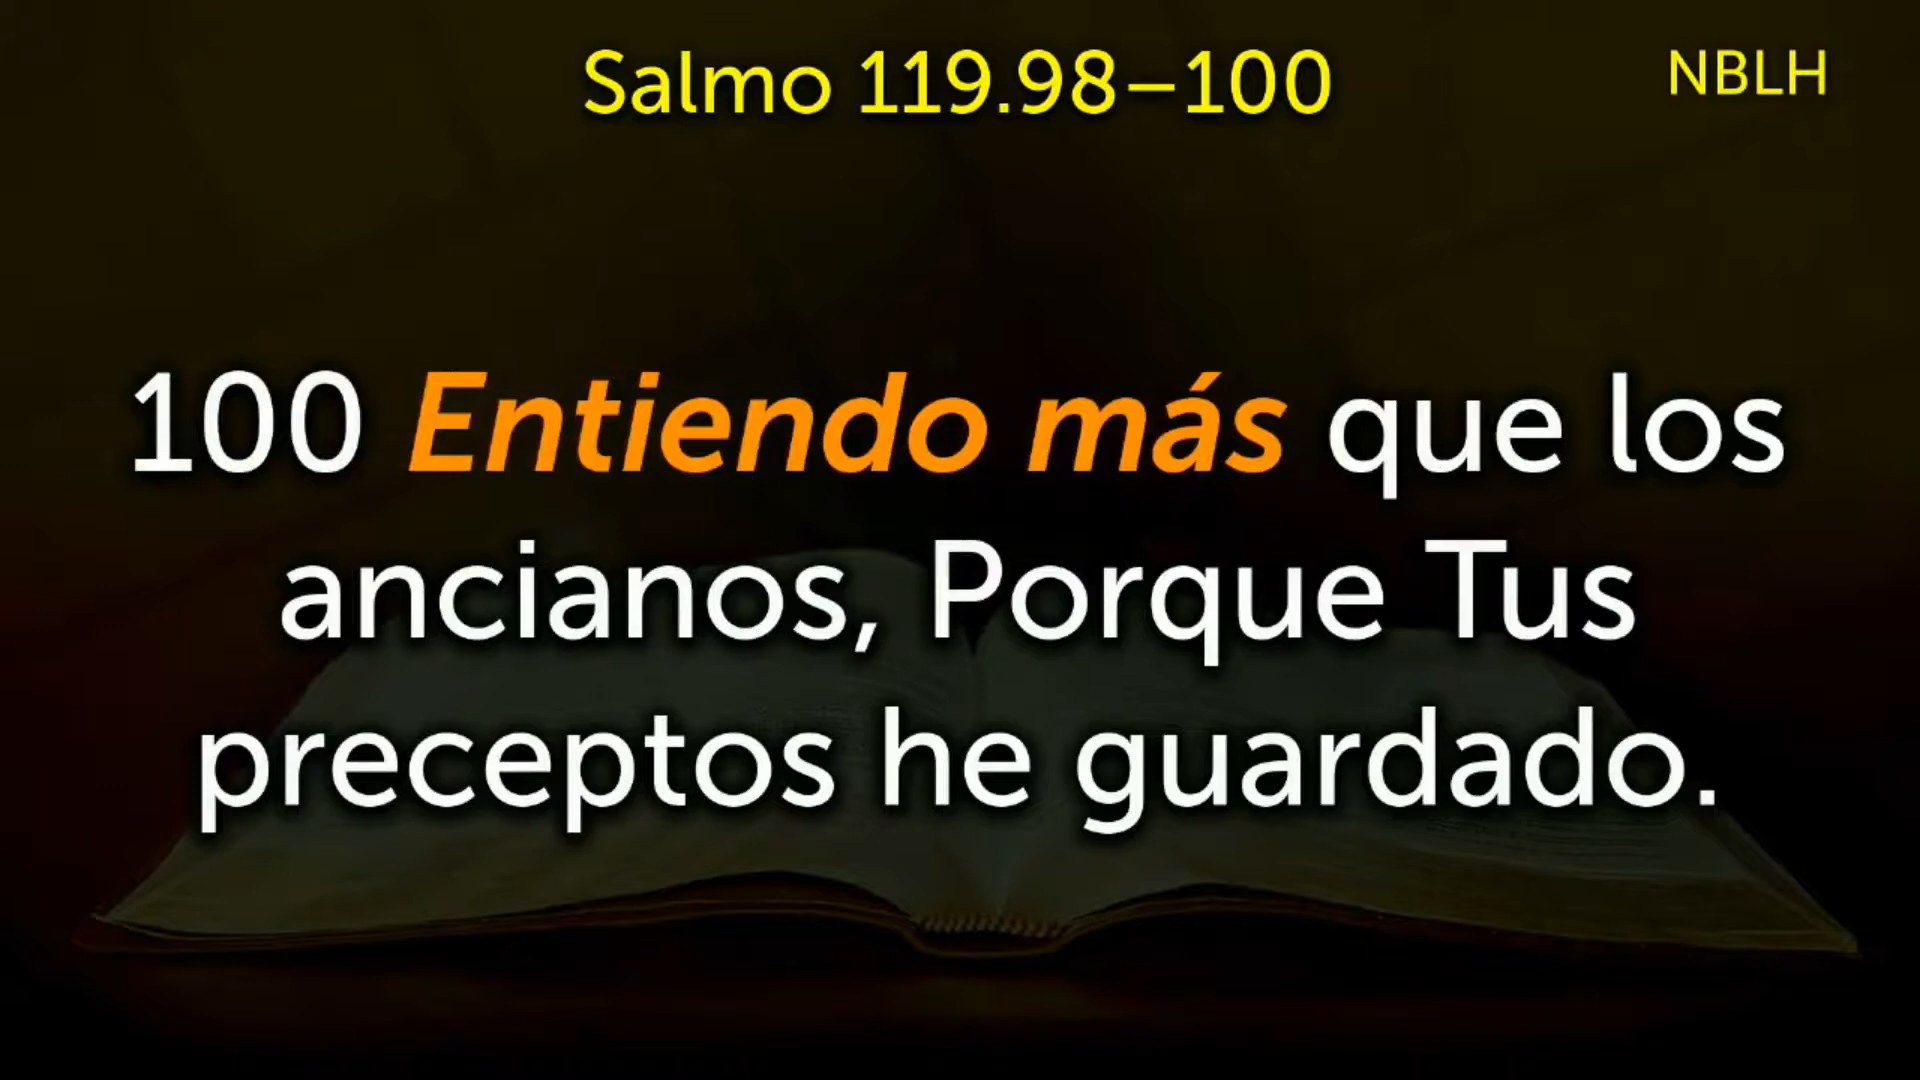 Salmo 119.98–100
NBLH
100 Entiendo más que los
ancianos, Porque Tus
preceptos he guardado.